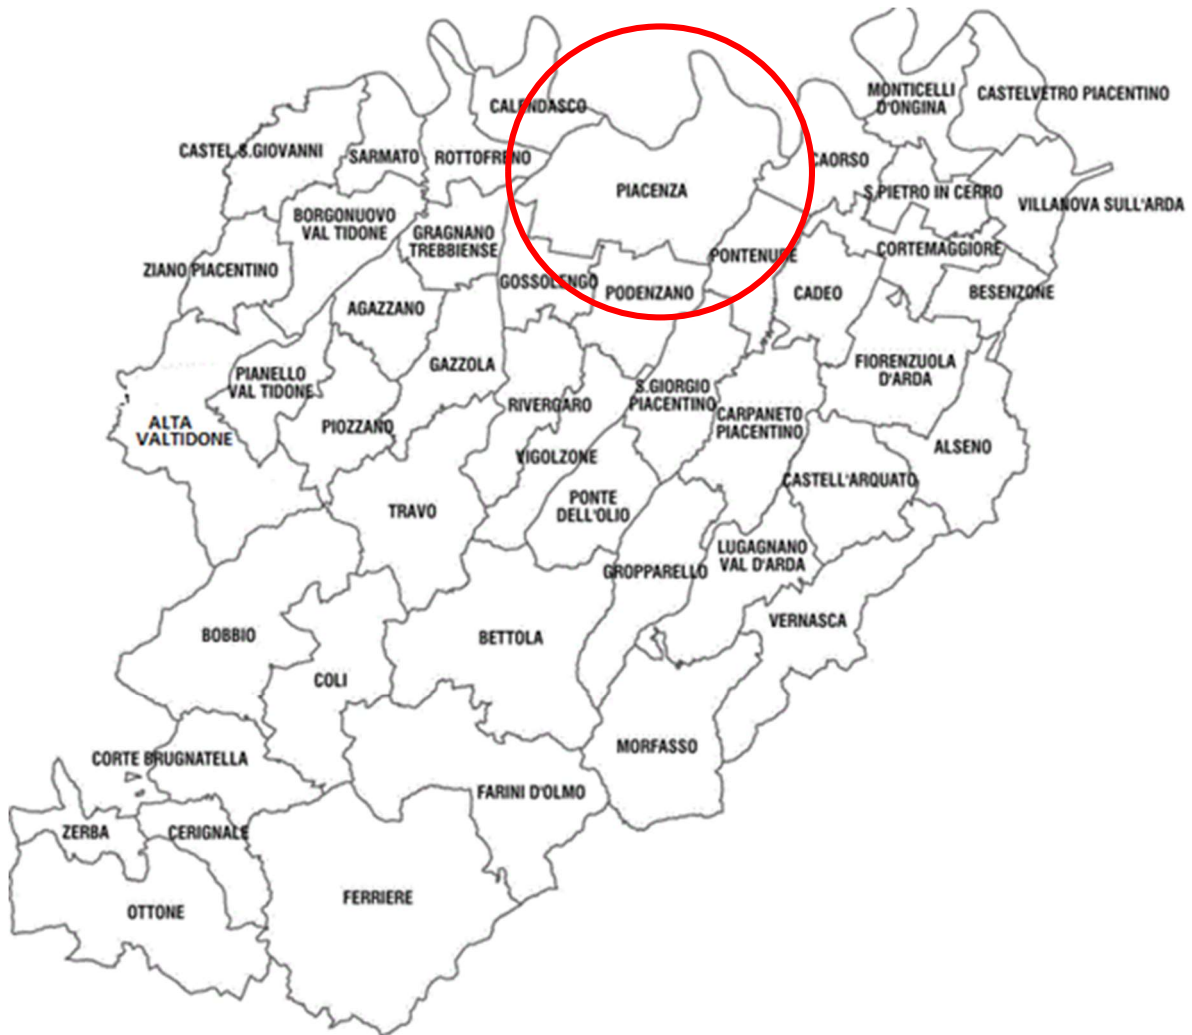 CALENDASCO
MONTICELLI
D'ONGINA
CASTELVETRO PIACENTINO
CASTEL S.GIOVANNI
SARMATO
ROTTOFRENO
CAORSO
PIACENZA
S.PIETRO IN CERRO
VILLANOVA SULL'ARDA
BORGONUOVO
VAL TIDONE
GRAGNANO
TREBBIENSE
PONTENURE
CORTEMAGGIORE
ZIANO PIACENTINO
GOSSOLENGO
PODENZANO
CADEO
BESENZONE
AGAZZANO
GAZZOLA
FIORENZUOLA
D'ARDA
PIANELLO
VAL TIDONE
S.GIORGIO
PIACENTINO
RIVERGARO
CARPANETO
PIACENTINO
ALTA
VALTIDONE
PIOZZANO
ALSENO
VIGOLZONE
CASTELL'ARQUATO
TRAVO
PONTE
DELL'OLIO
LUGAGNANO
VAL D'ARDA
GROPPARELLO
VERNASCA
BOBBIO
BETTOLA
COLI
MORFASSO
CORTE BRUGNATELLA
FARINI D'OLMO
ZERBA
CERIGNALE
FERRIERE
OTTONE